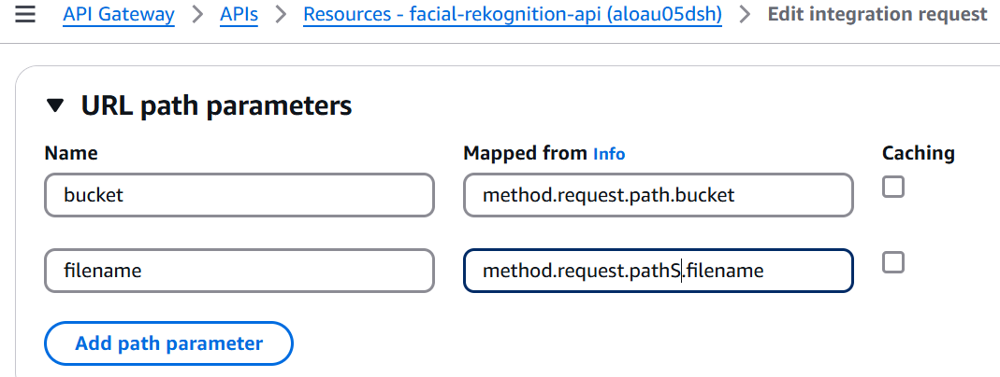 API Gateway > APIs > Resources - facial-rekognition-api (aloau05dsh) > Edit integration request
▼ URL path parameters
Name Mapped from Info Caching
bucket method.request.path.bucket
filename method.request.pathS.filename
Add path parameter